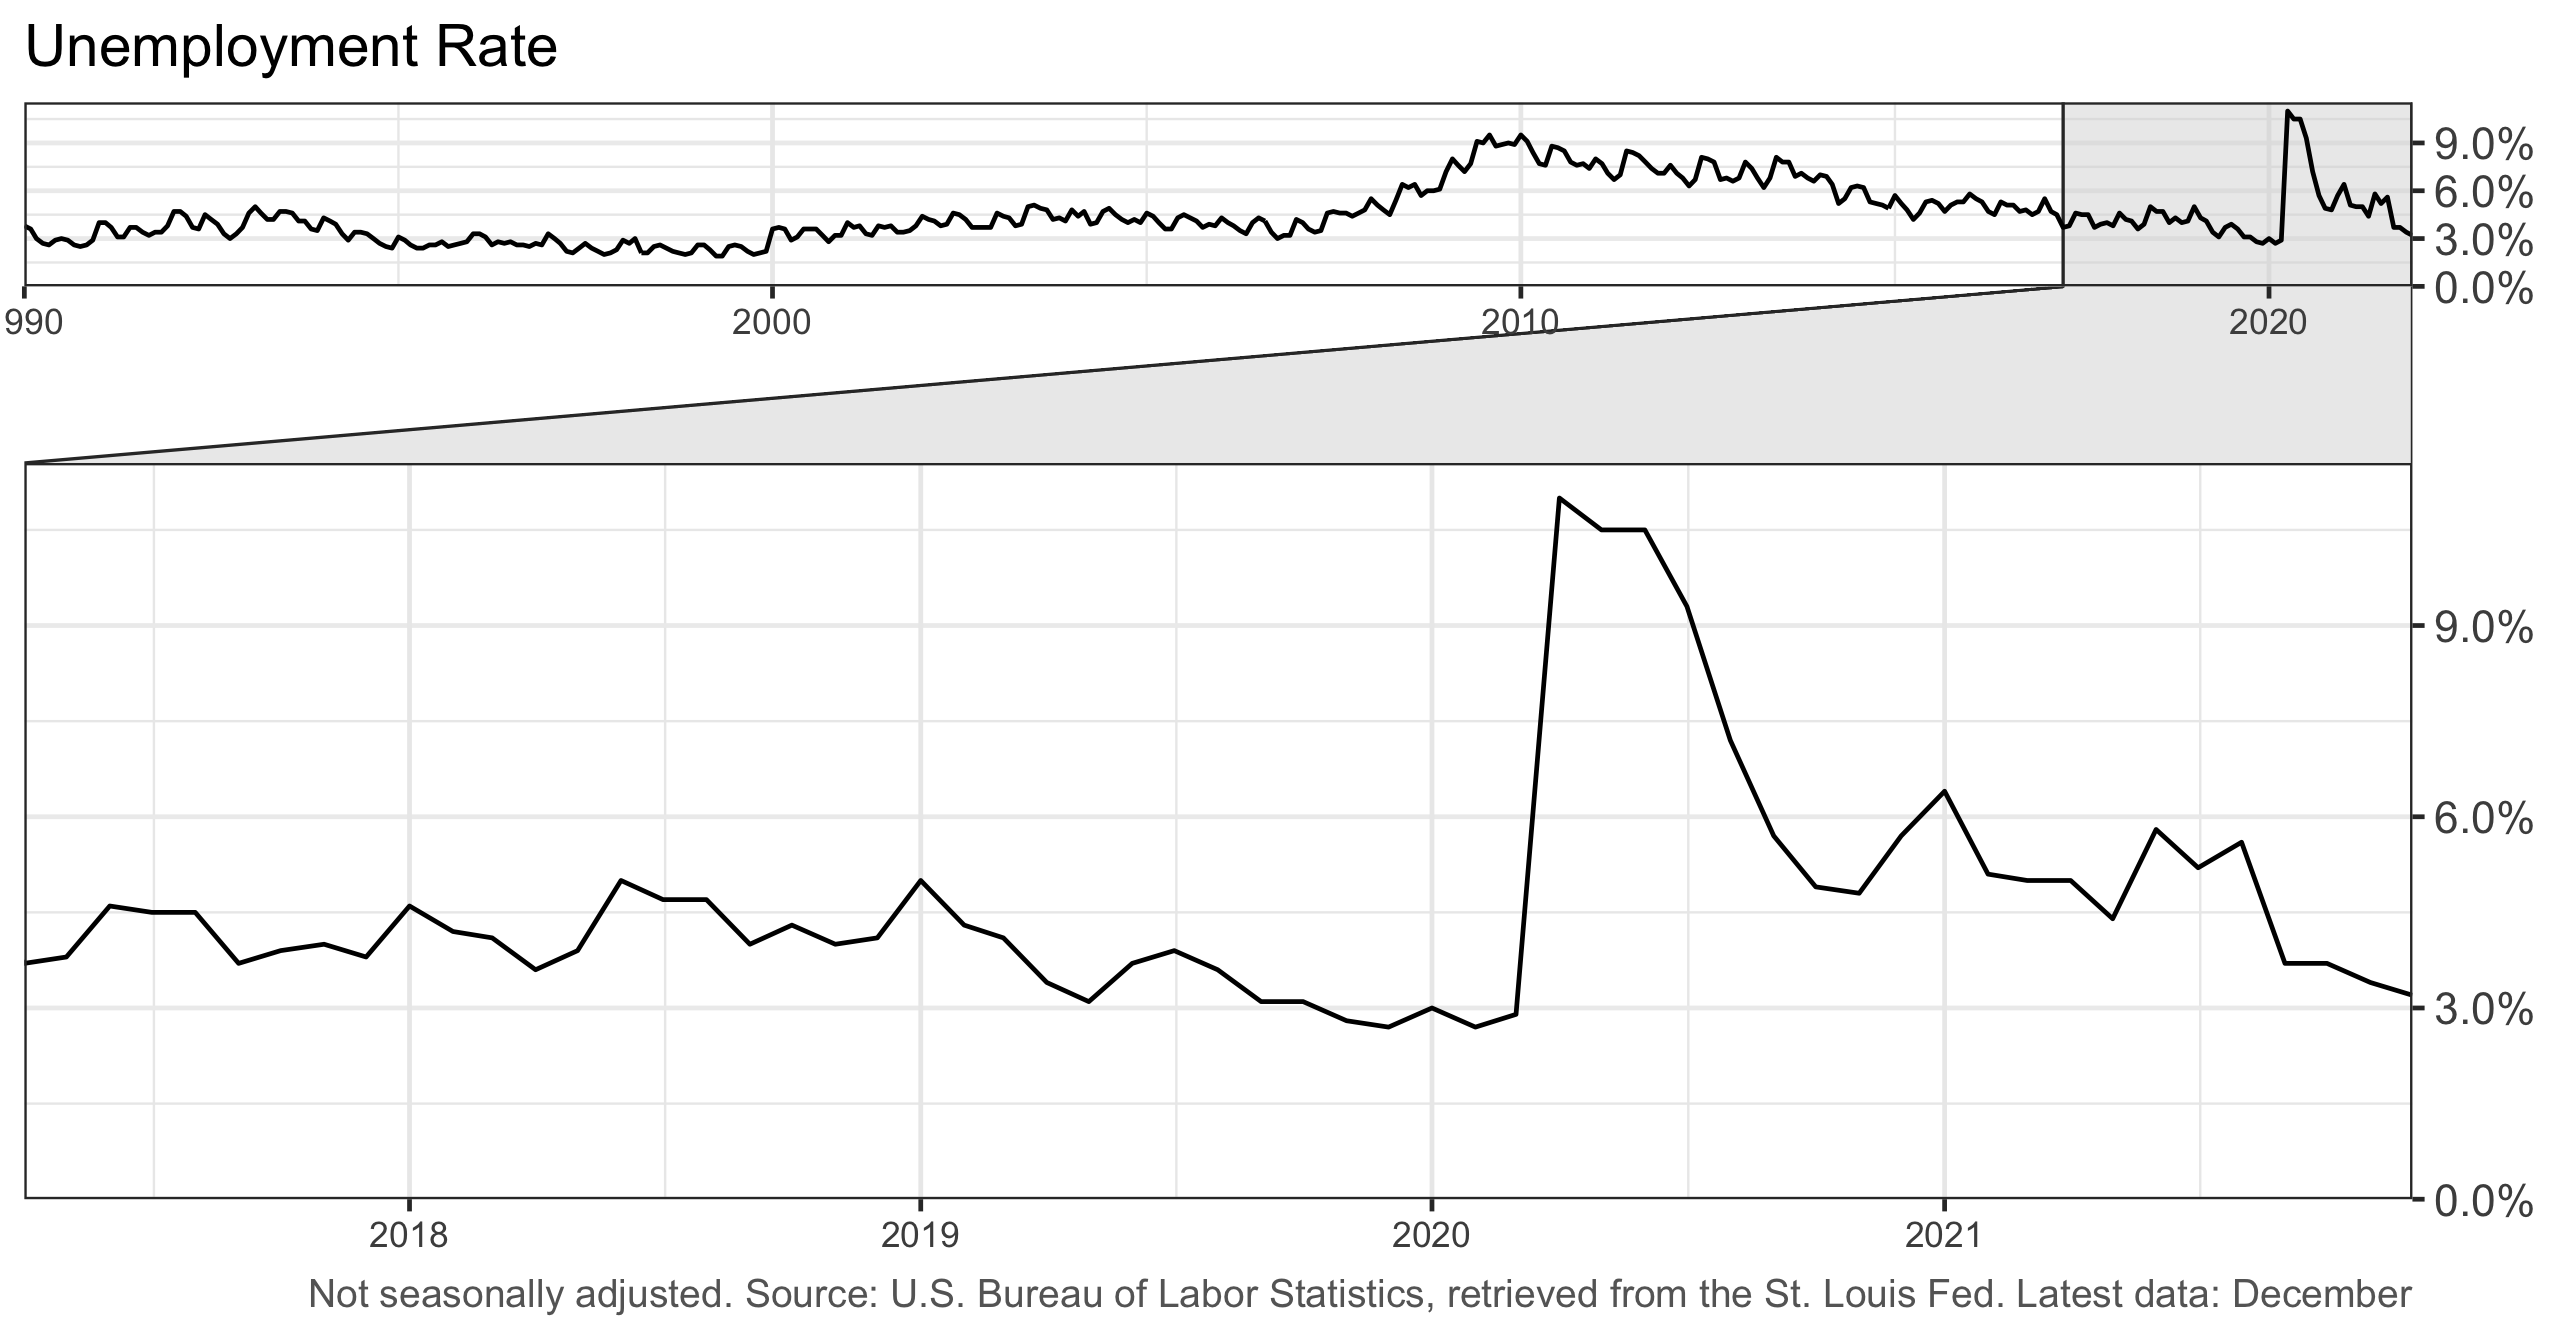 Unemployment Rate
9.0%
6.0%
3.0%
0.0%
990 2000 2010 2020
9.0%
6.0%
3.0%
0.0%
2018 2019 2020 2021
Not seasonally adjusted. Source: U.S. Bureau of Labor Statistics, retrieved from the St. Louis Fed. Latest data: December